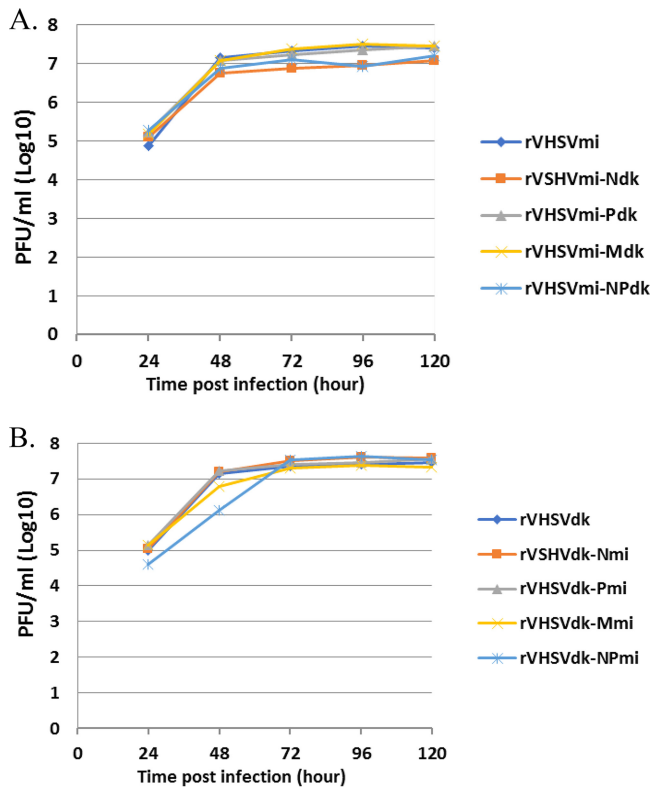 A.
PFU/ml (Log10)
8
7
6
5
4
3
2
1
0
0 24 48 72 96 120
Time post infection (hour)
rVHSVmi
rVSHVmi-Ndk
rVHSVmi-Pdk
rVHSVmi-Mdk
rVHSVmi-NPdk
B.
PFU/ml (Log10)
8
7
6
5
4
3
2
1
0
0 24 48 72 96 120
Time post infection (hour)
rVHSVdk
rVSHVdk-Nmi
rVHSVdk-Pmi
rVHSVdk-Mmi
rVHSVdk-NPmi